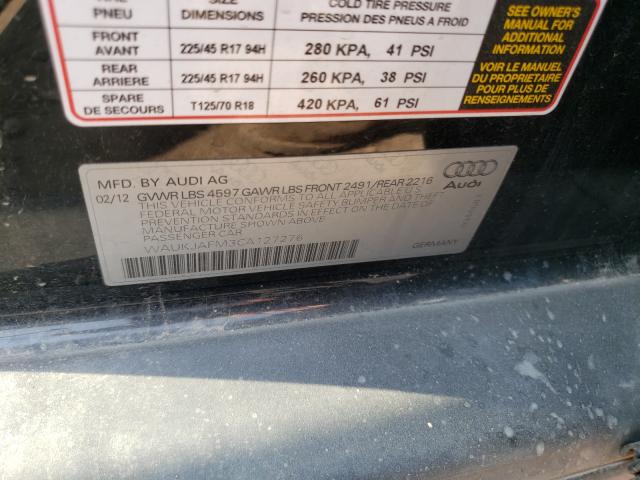 TIRE SIZE COLD TIRE PRESSURE
PNEU DIMENSIONS PRESSION DES PNEUS A FROID
FRONT
AVANT 225/45 R17 94H 280 KPA, 41 PSI
REAR
ARRIERE 225/45 R17 94H 260 KPA, 38 PSI
SPARE
DE SECOURS T125/70 R18 420 KPA, 61 PSI
SEE OWNER'S
MANUAL FOR
ADDITIONAL
INFORMATION
VOIR LE MANUEL
DU PROPRIETAIRE
POUR PLUS DE
RENSEIGNEMENTS
MFD. BY AUDI AG
02/12 GVWR LBS 4597 GAWR LBS FRONT 2491/REAR 2216
THIS VEHICLE CONFORMS TO ALL APPLICABLE U.S.
FEDERAL MOTOR VEHICLE SAFETY, BUMPER AND THEFT
PREVENTION STANDARDS IN EFFECT ON THE DATE OF
MANUFACTURE SHOWN ABOVE.
PASSENGER CAR
WAUKJAFM3CA127276
Audi
GERMANY